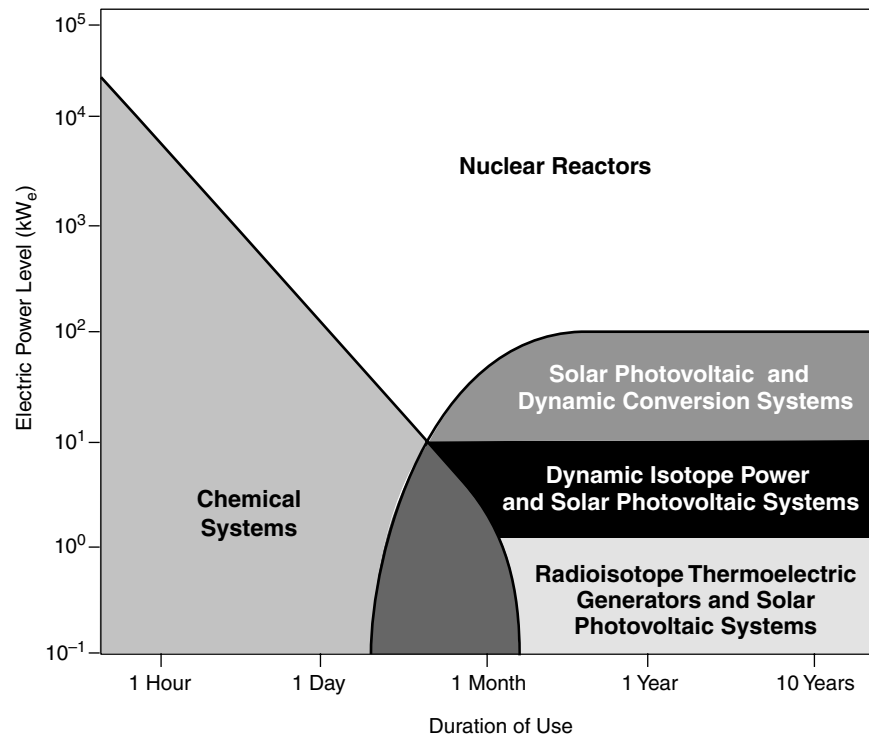 10⁵
10⁴
10³
10²
10¹
10⁰
10⁻¹
Electric Power Level (kWₑ)
Nuclear Reactors
Solar Photovoltaic and
Dynamic Conversion Systems
Dynamic Isotope Power
and Solar Photovoltaic Systems
Chemical
Systems
Radioisotope Thermoelectric
Generators and Solar
Photovoltaic Systems
1 Hour
1 Day
1 Month
1 Year
10 Years
Duration of Use